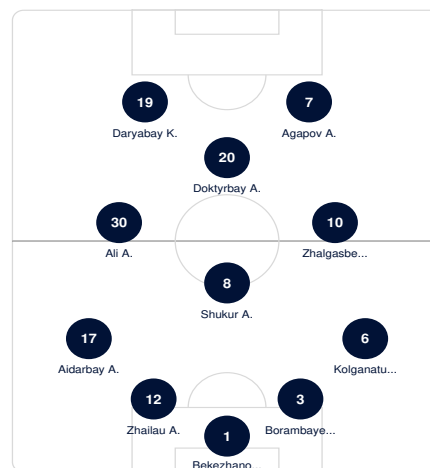 19
7
Daryabay K.
Agapov A.
20
Doktyrbay A.
30
10
Ali A.
Zhalgasbe...
8
Shukur A.
17
6
Aidarbay A.
Kolganatu...
12
3
Zhailau A.
Borambaye...
1
Bekezhano...